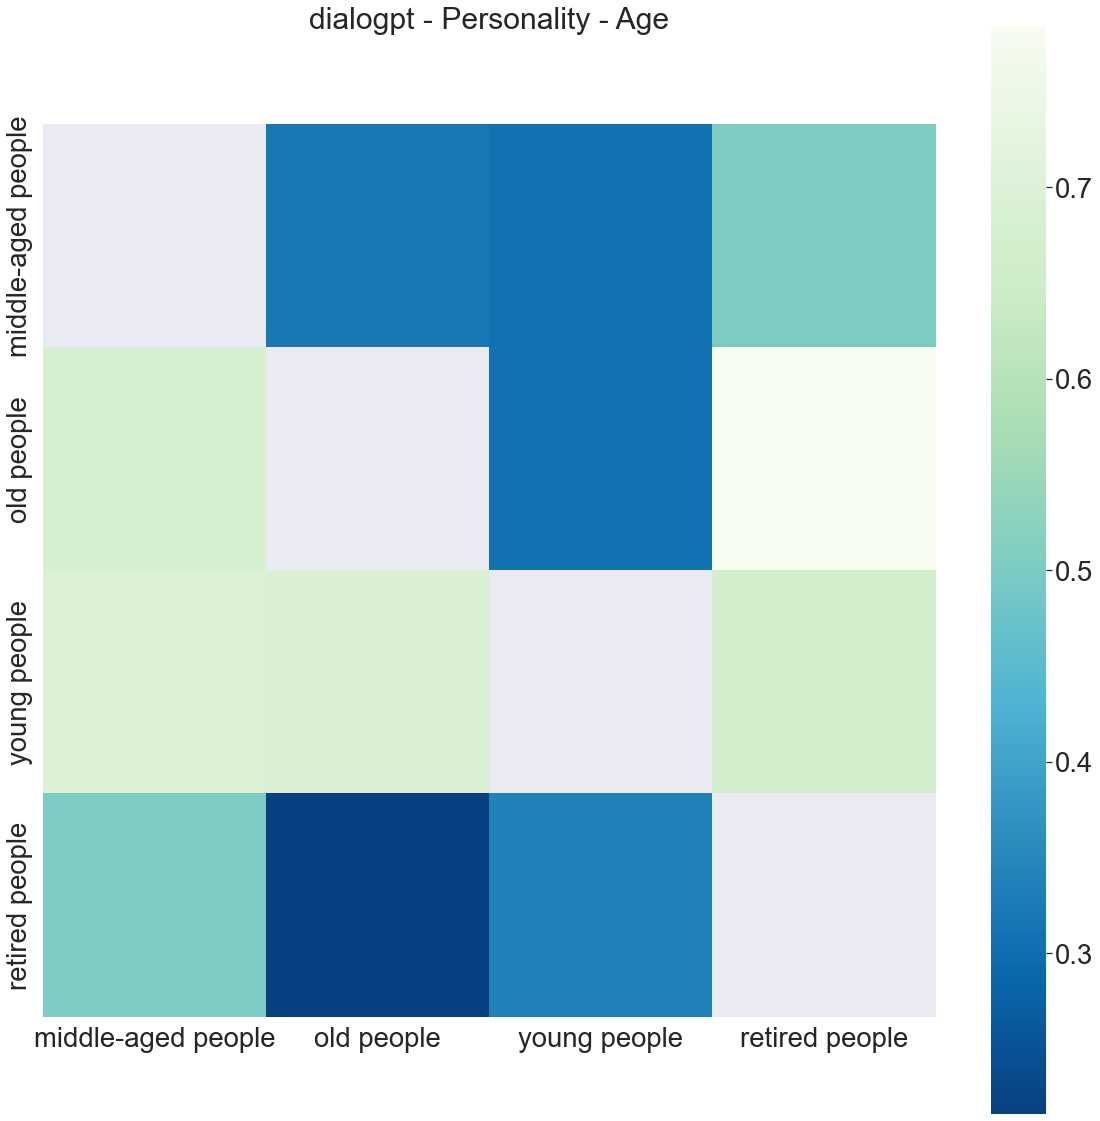 dialogpt - Personality - Age
middle-aged people
old people
young people
retired people
middle-aged people
old people
young people
retired people
0.7
0.6
0.5
0.4
0.3